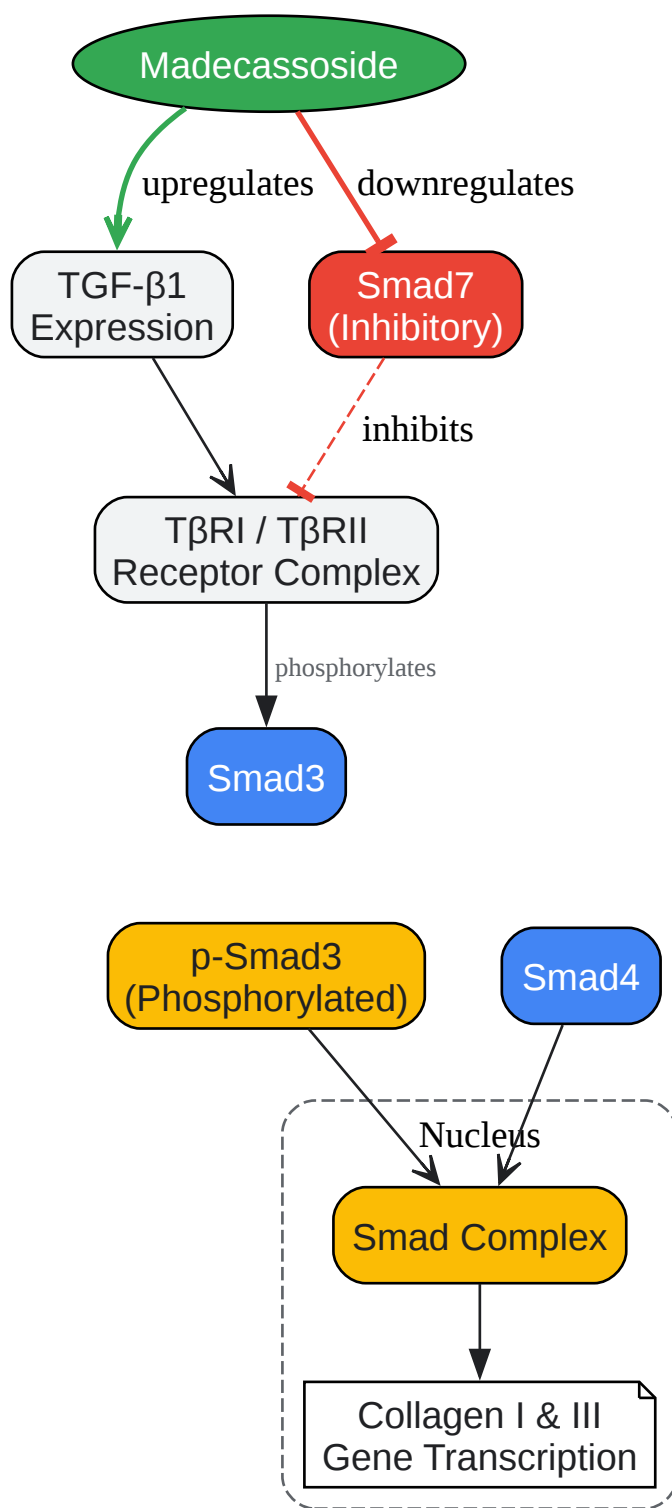 Madecassoside
upregulates
downregulates
TGF-β1
Expression
Smad7
(Inhibitory)
inhibits
TβRI / TβRII
Receptor Complex
phosphorylates
Smad3
p-Smad3
(Phosphorylated)
Smad4
Nucleus
Smad Complex
Collagen I & III
Gene Transcription